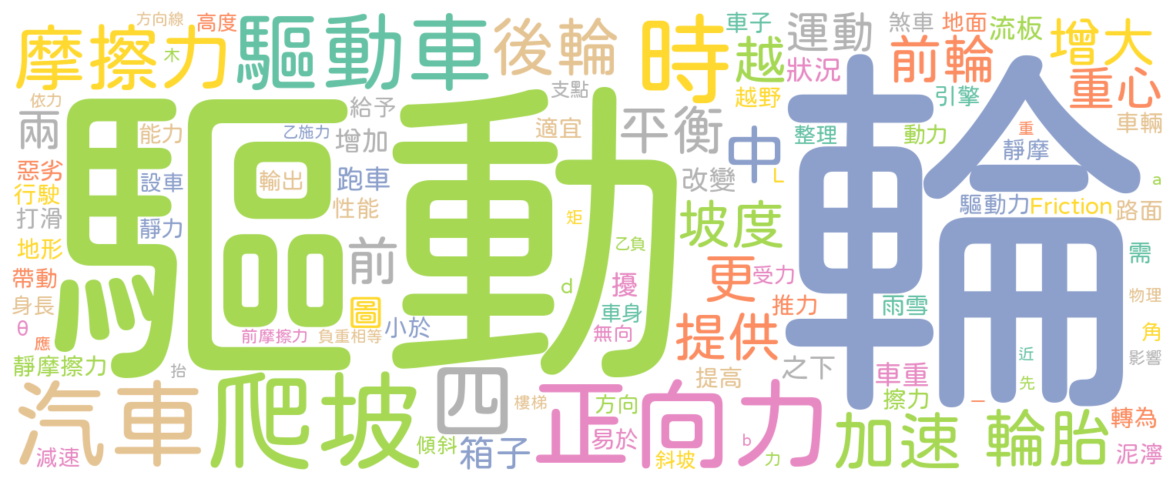 方向線
高度
木
摩擦力
驅動車
後輪
時
車子
越
運動
狀況
煞車
地面
流板
增大
前輪
重心
依力
兩
能力
乙施力
給予
增加
支點
適宜
平衡
越野
中
整理
引擎
動力
重
靜摩
車輛
惡劣
行駛
打滑
地形
設車
靜力
輸出
跑車
性能
驅動
輪
矩
改變
L
a
驅動力
Friction
路面
帶動
身長
θ
應
前
圖
小於
d
乙負
擾
車身
無向
坡度
更
受力
推力
雨雪
需
物理
角
影響
前摩擦力
負重相等
靜摩擦力
抬
提供
之下
提高
車重
擦力
近
先
一
轉為
泥濘
汽車
減速
爬坡
四
傾斜
箱子
樓梯
正向力
方向
易於
斜坡
b
力
加速
輪胎